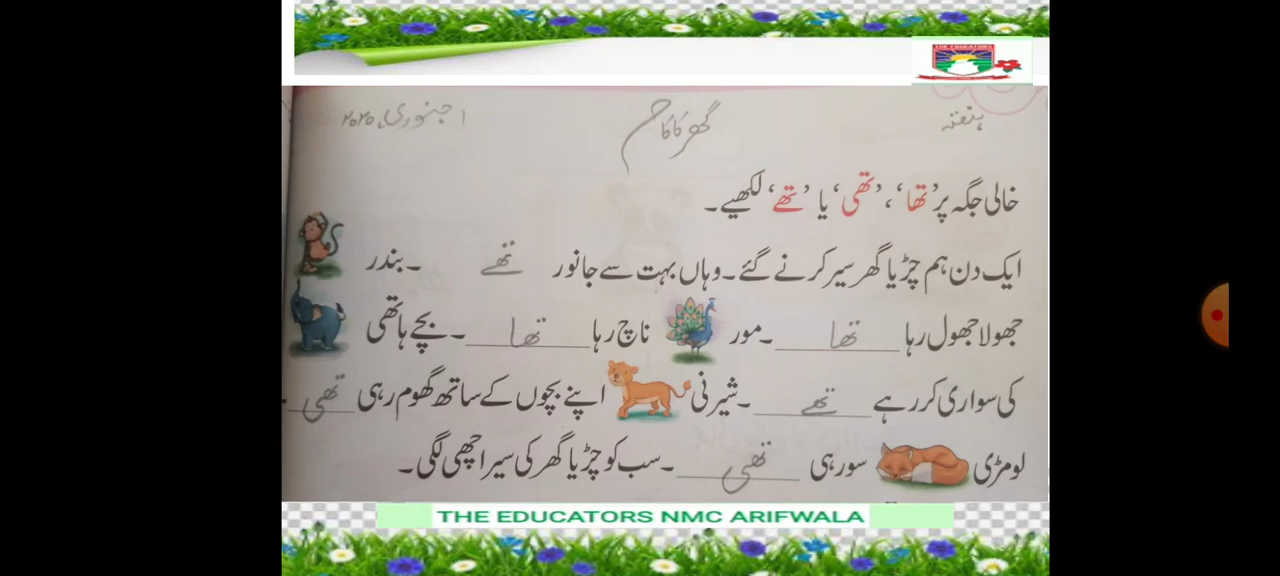 THE EDUCATORS
ہفتہ گھر کا کام ۱ جنوری، ۲۰۲۰
خالی جگہ پر ’تھا‘، ’تھی‘ یا ’تھے‘ لکھیے۔
ایک دن ہم چڑیا گھر سیر کرنے گئے۔ وہاں بہت سے جانور تھے ۔ بندر
جھولا جھول رہا تھا ۔ مور ناچ رہا تھا ۔ بچے ہاتھی
کی سواری کر رہے تھے ۔ شیرنی اپنے بچوں کے ساتھ گھوم رہی تھی ۔
لومڑی سو رہی تھی ۔ سب کو چڑیا گھر کی سیر اچھی لگی۔
THE EDUCATORS NMC ARIFWALA